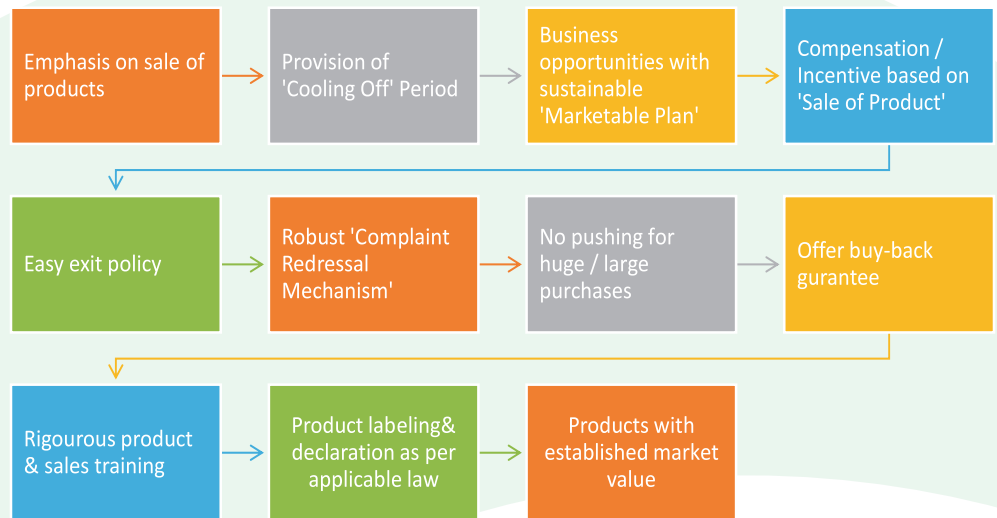 Emphasis on sale of
products
Provision of
'Cooling Off' Period
Business
opportunities with
sustainable
'Marketable Plan'
Compensation /
Incentive based on
'Sale of Product'
Easy exit policy
Robust 'Complaint
Redressal
Mechanism'
No pushing for
huge / large
purchases
Offer buy-back
gurantee
Rigourous product
& sales training
Product labeling&
declaration as per
applicable law
Products with
established market
value